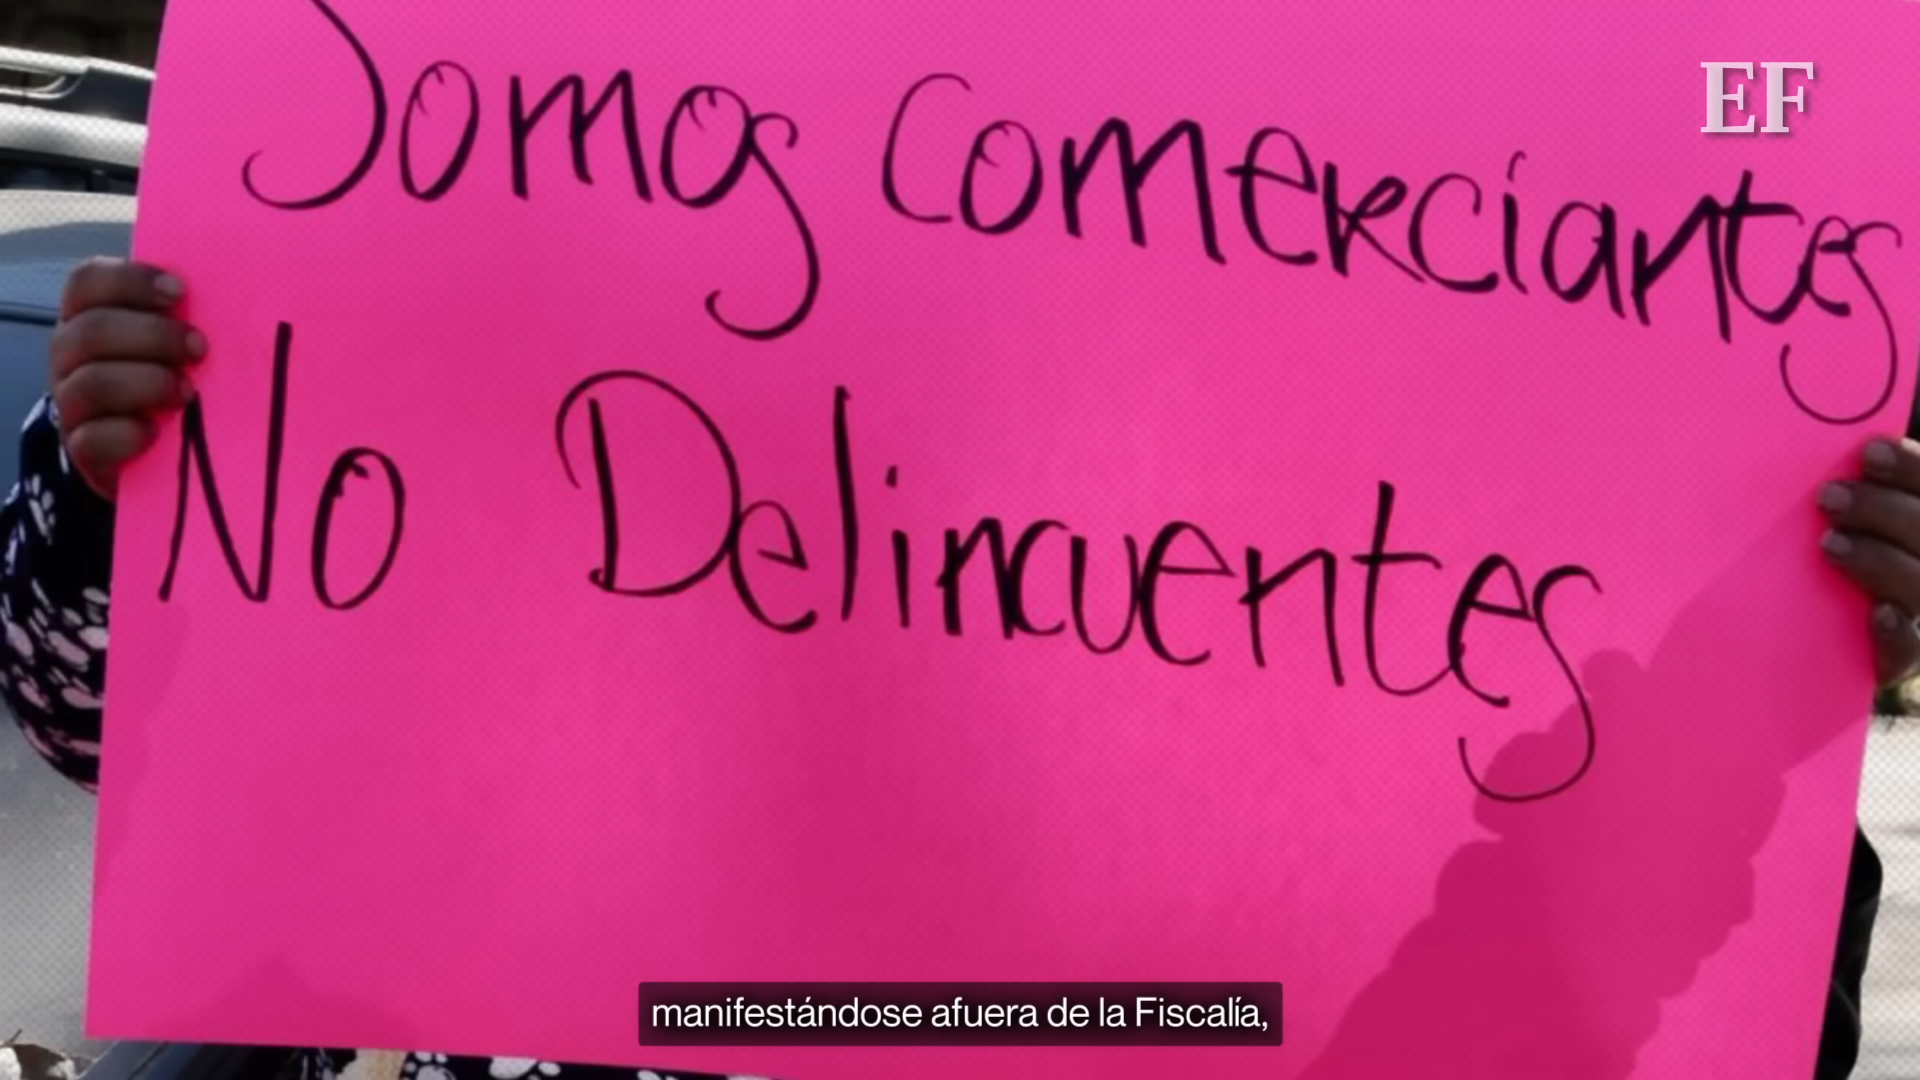 EF
Somos Comerciantes
No Delincuentes
manifestándose afuera de la Fiscalía,